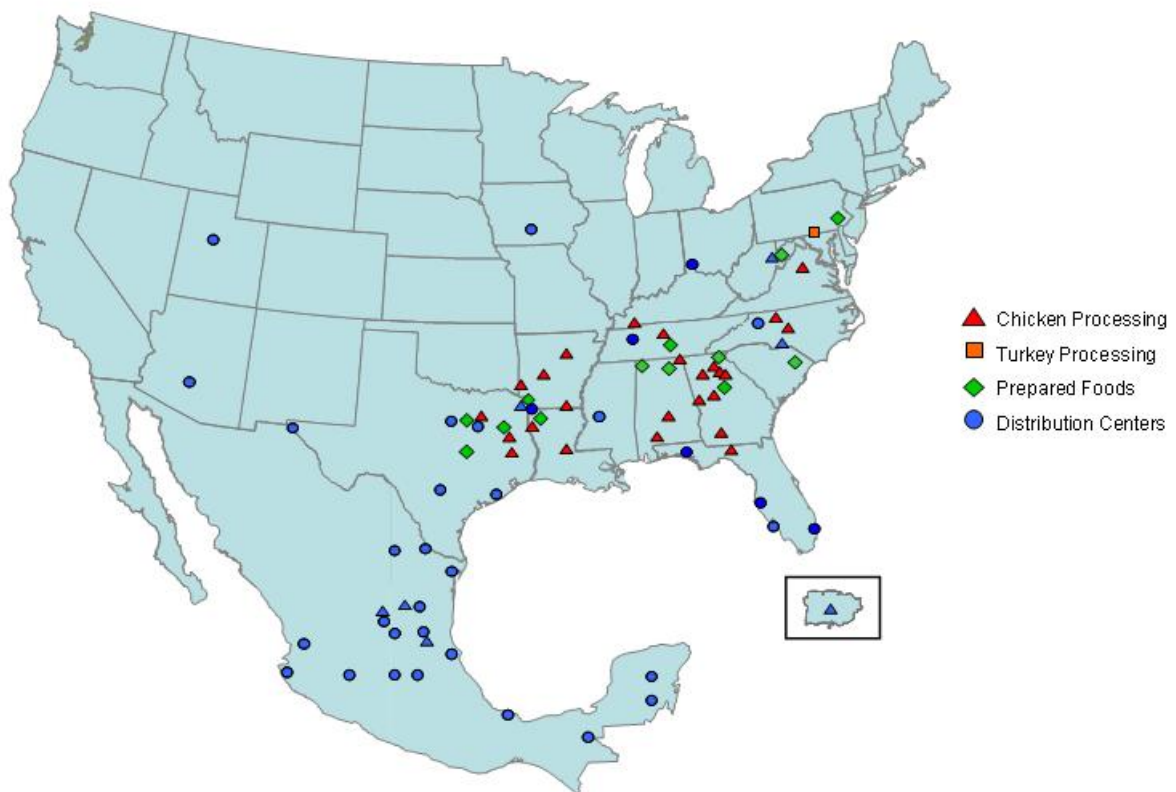 Chicken Processing
Turkey Processing
Prepared Foods
Distribution Centers